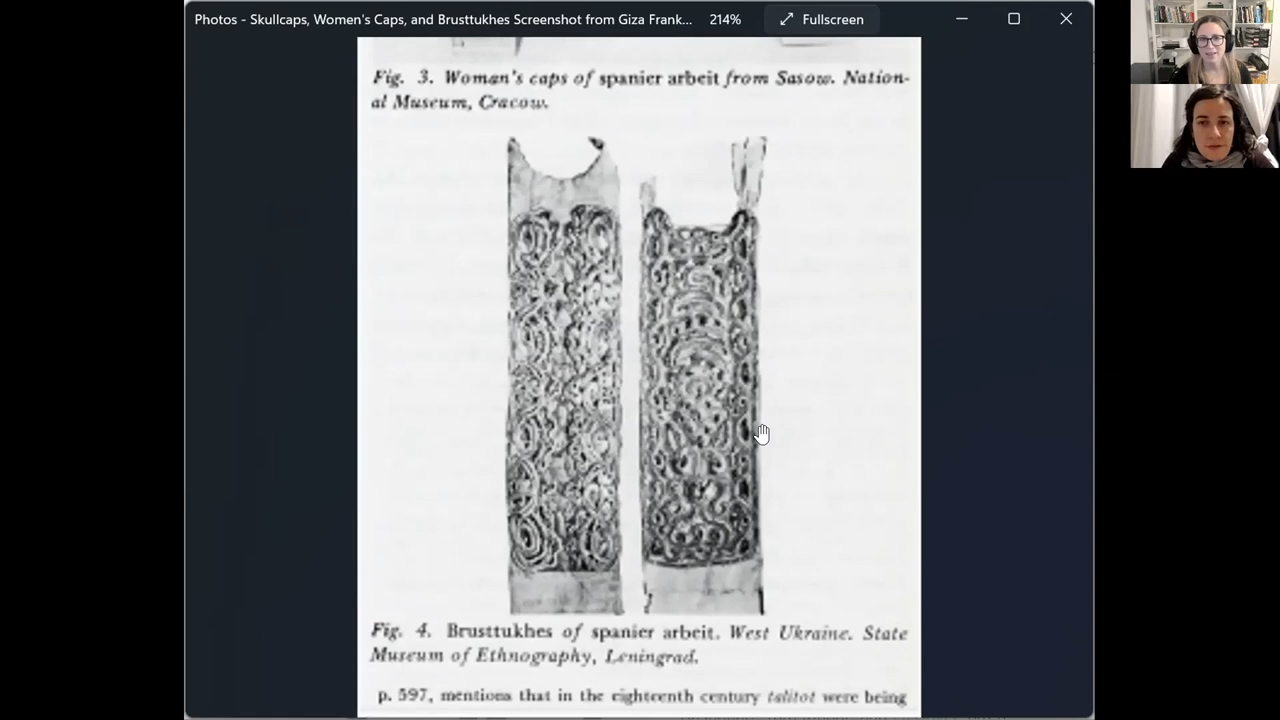 Photos - Skullcaps, Women's Caps, and Brusttukhes Screenshot from Giza Frank...
214%
Fullscreen
Fig. 3. Woman's caps of spanier arbeit from Sasow. Nation-
al Museum, Cracow.
Fig. 4. Brusttukhes of spanier arbeit. West Ukraine. State
Museum of Ethnography, Leningrad.
p. 597, mentions that in the eighteenth century talitot were being